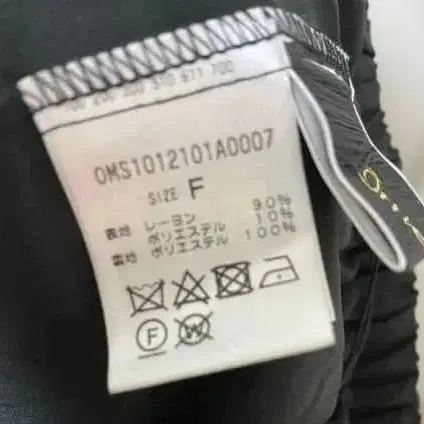 OMS1012101A0007
SIZE F
表地 レーヨン 90%
ポリエステル 10%
裏地 ポリエステル 100%
F
W